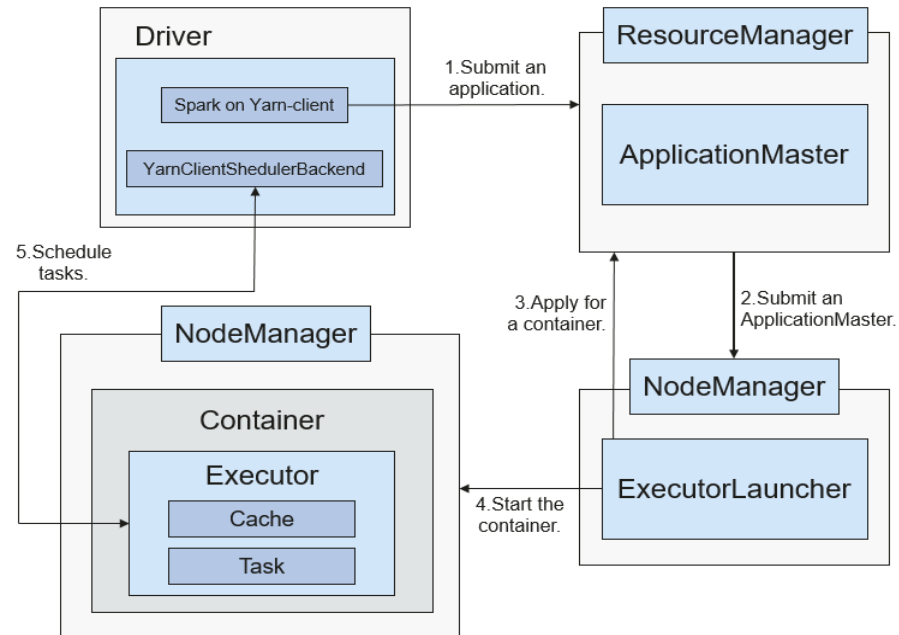 Driver
Spark on Yarn-client
YarnClientShedulerBackend
1.Submit an
application.
ResourceManager
ApplicationMaster
5.Schedule
tasks.
3.Apply for
a container.
2.Submit an
ApplicationMaster.
NodeManager
Container
Executor
Cache
Task
4.Start the
container.
NodeManager
ExecutorLauncher